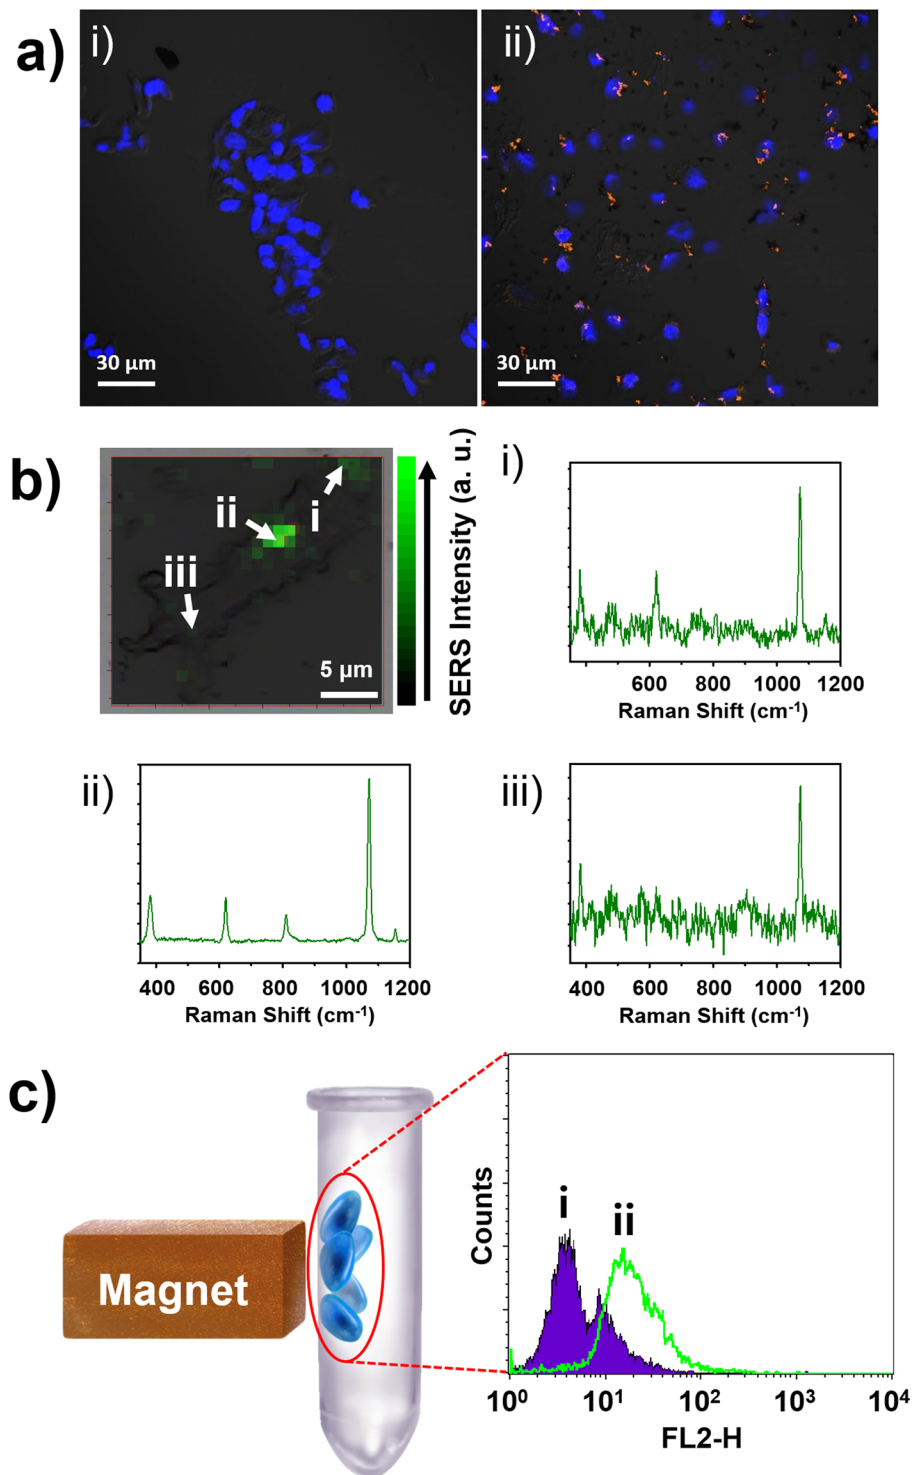 a)
i)
ii)
30 µm
30 µm
b)
i
ii
iii
5 µm
SERS Intensity (a. u.)
i)
600 800 1000 1200
Raman Shift (cm⁻¹)
ii)
400 600 800 1000 1200
Raman Shift (cm⁻¹)
iii)
400 600 800 1000 1200
Raman Shift (cm⁻¹)
c)
Magnet
Counts
i
ii
10⁰ 10¹ 10² 10³ 10⁴
FL2-H